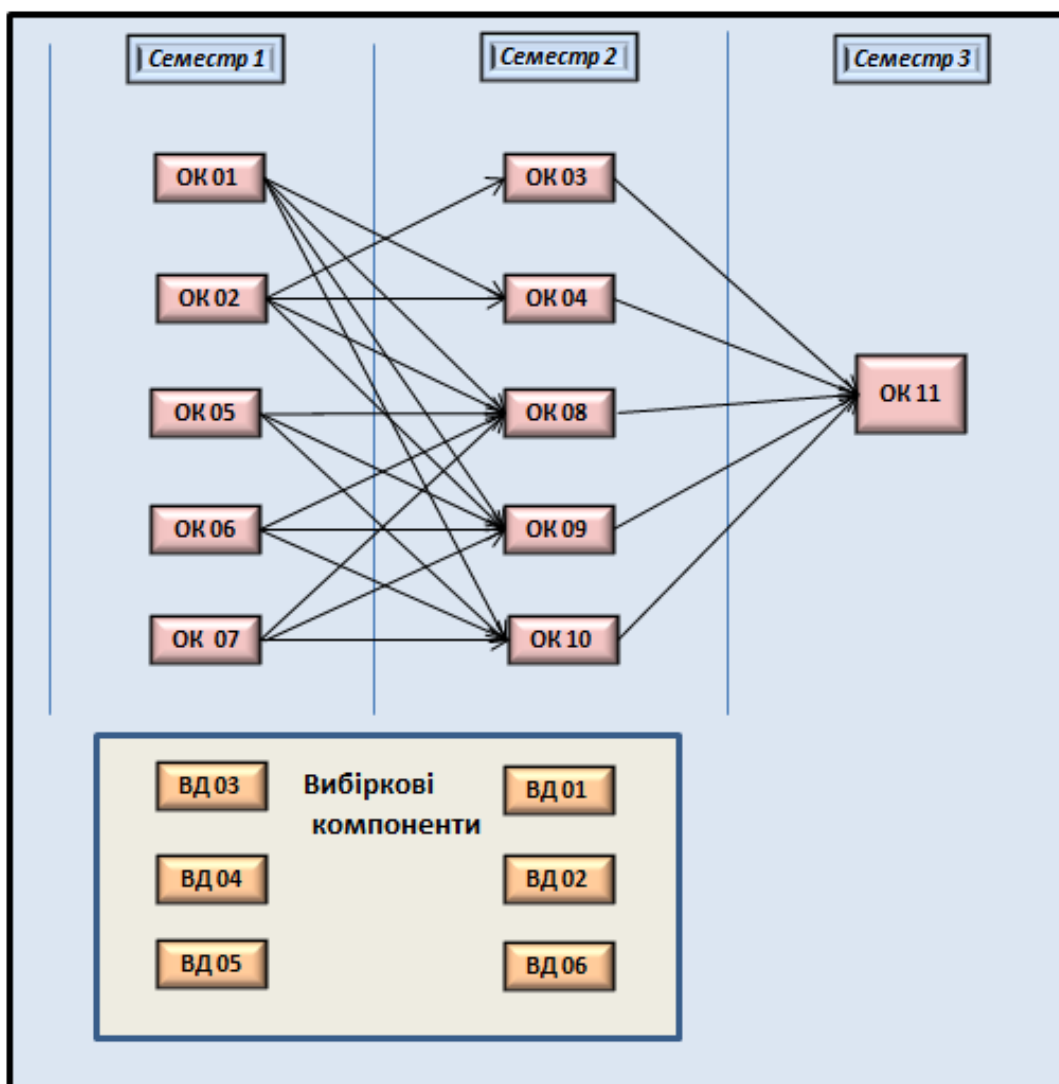 Семестр 1
Семестр 2
Семестр 3
ОК 01
ОК 03
ОК 02
ОК 04
ОК 11
ОК 05
ОК 08
ОК 06
ОК 09
ОК 07
ОК 10
ВД 03
Вибіркові
компоненти
ВД 01
ВД 04
ВД 02
ВД 05
ВД 06